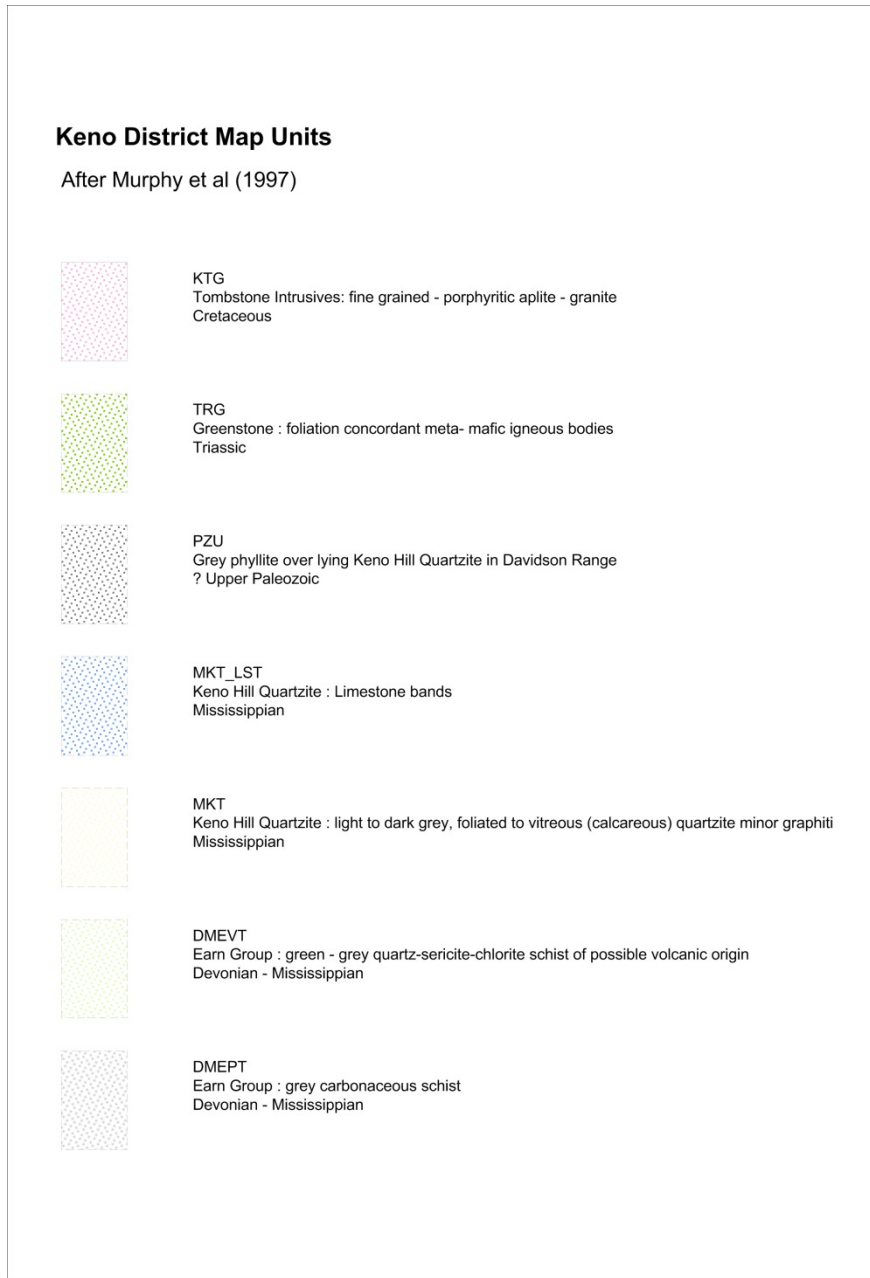 Keno District Map Units
After Murphy et al (1997)
KTG
Tombstone Intrusives: fine grained - porphyritic aplite - granite
Cretaceous
TRG
Greenstone : foliation concordant meta- mafic igneous bodies
Triassic
PZU
Grey phyllite over lying Keno Hill Quartzite in Davidson Range
? Upper Paleozoic
MKT_LST
Keno Hill Quartzite : Limestone bands
Mississippian
MKT
Keno Hill Quartzite : light to dark grey, foliated to vitreous (calcareous) quartzite minor graphiti
Mississippian
DMEVT
Earn Group : green - grey quartz-sericite-chlorite schist of possible volcanic origin
Devonian - Mississippian
DMEPT
Earn Group : grey carbonaceous schist
Devonian - Mississippian